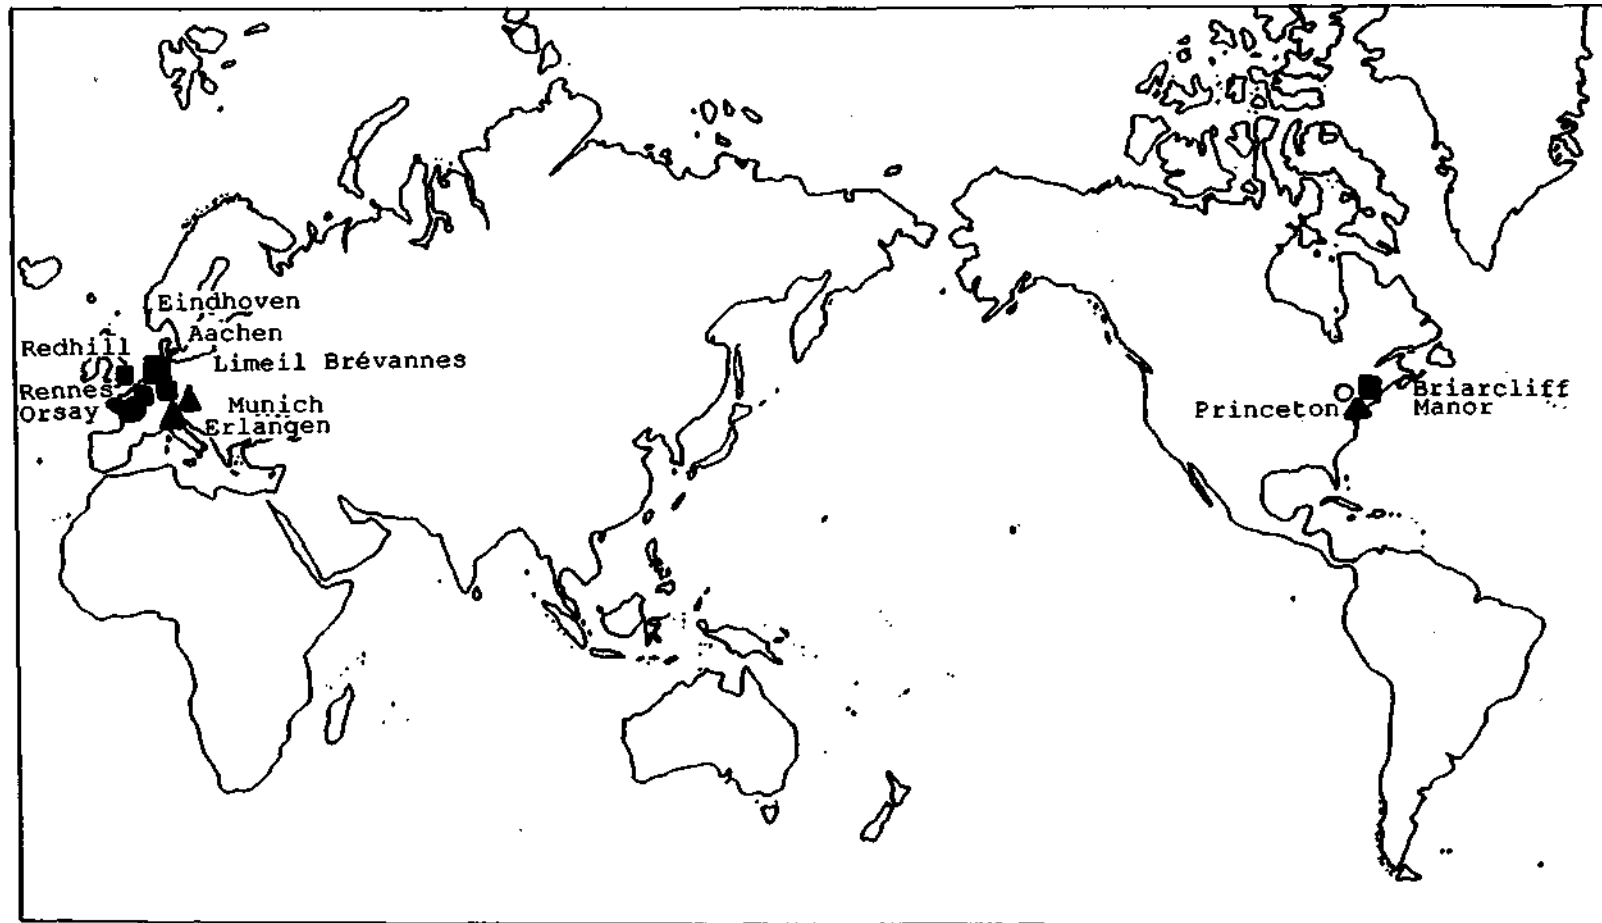 Eindhoven
Aachen
Redhill
Limeil Brévannes
Rennes
Orsay
Munich
Erlangen
Princeton
Briarcliff
Manor